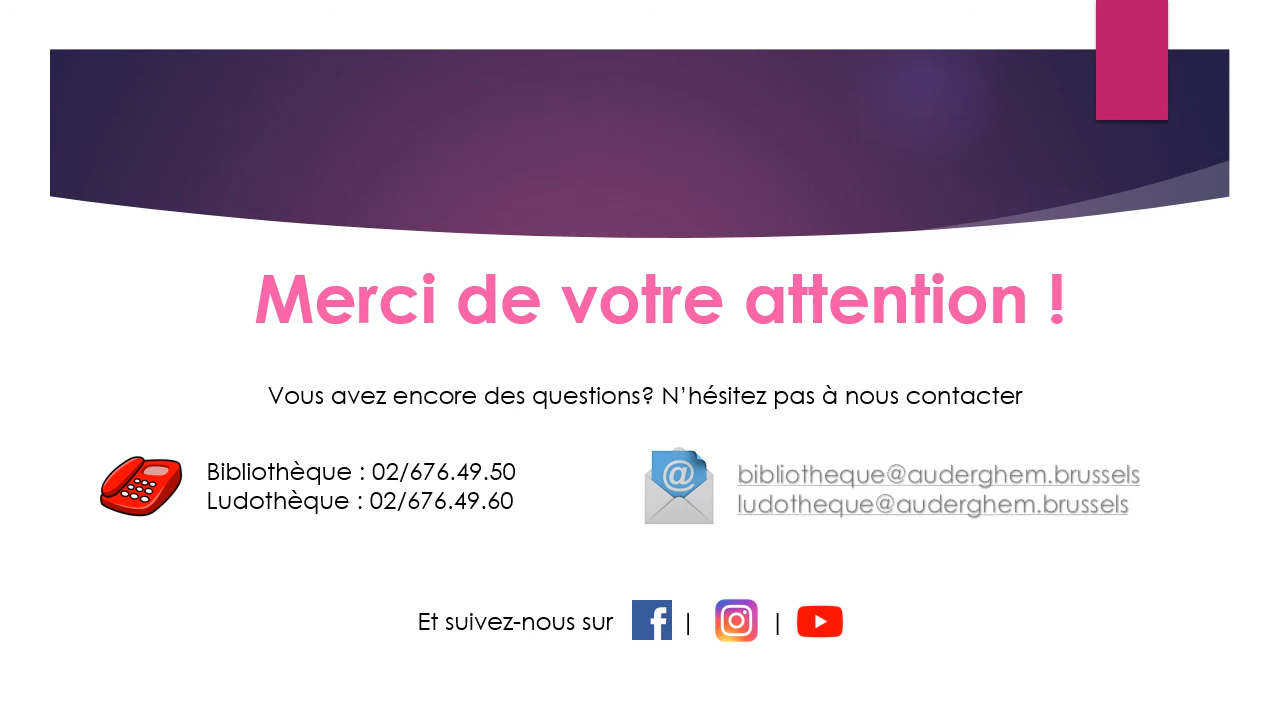 Merci de votre attention !
Vous avez encore des questions? N’hésitez pas à nous contacter
Bibliothèque : 02/676.49.50
Ludothèque : 02/676.49.60
@
bibliotheque@auderghem.brussels
ludotheque@auderghem.brussels
Et suivez-nous sur f | |